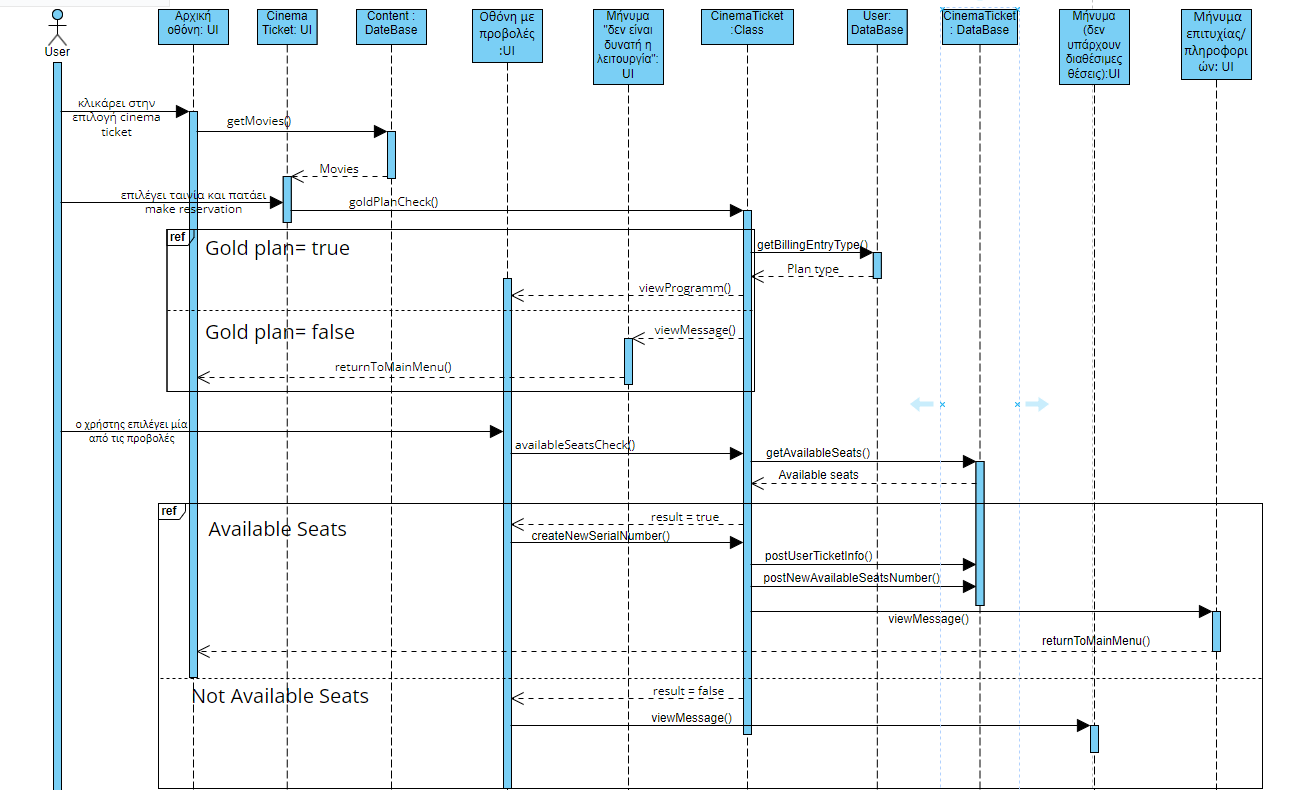 User
Αρχική
οθόνη: UI
Cinema
Ticket: UI
Content :
DateBase
Οθόνη με
προβολές
:UI
Μήνυμα
"δεν είναι
δυνατή η
λειτουργία":
UI
CinemaTicket
:Class
User:
DataBase
CinemaTicket
: DataBase
Μήνυμα
(δεν
υπάρχουν
διαθέσιμες
θέσεις):UI
Μήνυμα
επιτυχίας/
πληροφορι
ών: UI
κλικάρει στην
επιλογή cinema
ticket
getMovies()
Movies
επιλέγει ταινία και πατάει
make reservation
goldPlanCheck()
ref
Gold plan= true
getBillingEntryType()
Plan type
viewProgramm()
Gold plan= false
viewMessage()
returnToMainMenu()
ο χρήστης επιλέγει μία
από τις προβολές
availableSeatsCheck()
getAvailableSeats()
Available seats
ref
Available Seats
result = true
createNewSerialNumber()
postUserTicketInfo()
postNewAvailableSeatsNumber()
viewMessage()
returnToMainMenu()
Not Available Seats
result = false
viewMessage()